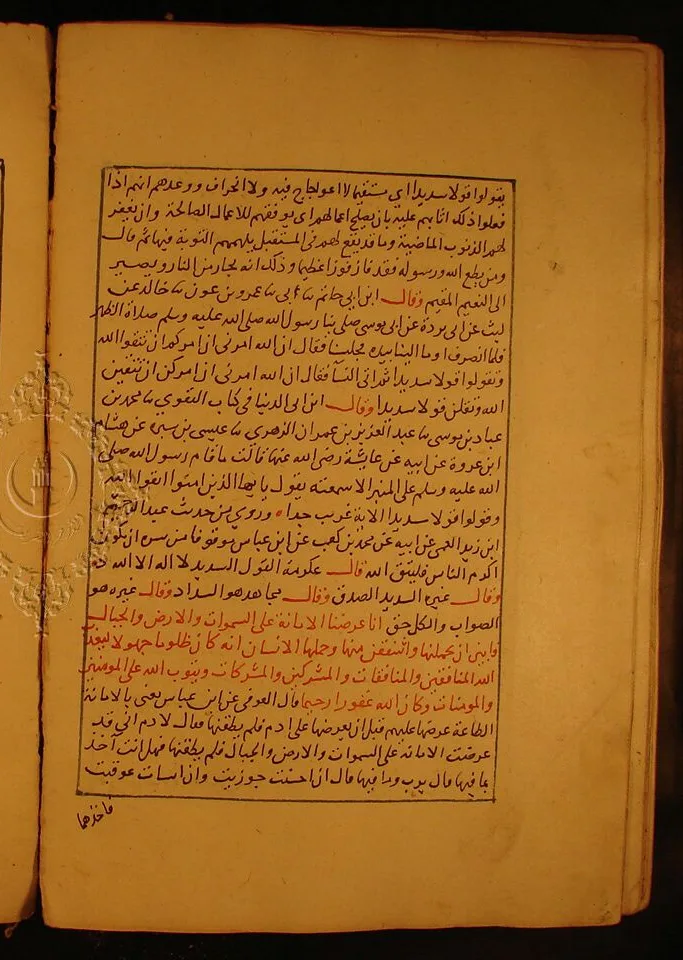 يقولوا قولا سديدا اي مستقيما لا اعوجاج فيه ولا انحراف ووعدهم انهم اذا
فعلوا ذلك اثابهم عليه بان يصلح اعمالهم اي يوفقهم للاعمال الصالحة وان يغفر
لهم الذنوب الماضية وما قد يقع لهم في المستقبل يلهمهم التوبة فيها ثم قال
ومن يطع الله ورسوله فقد فاز فوزا عظيما وذلك انه يجار من النار ويصير
الى النعيم المقيم وقال ابن ابي حاتم ثنا ابي ثنا عمرو بن عون ثنا خالد عن
ليث عن ابي بردة عن ابي موسى صلى بنا رسول الله صلى الله عليه وسلم صلاة الظهر
فلما انصرف اوما الينا بيده فجلسنا فقال ان الله امرني ان امركم ان تتقوا الله
وتقولوا قولا سديدا ثم اتى النسآ فقال ان الله امرني ان امركن ان تتقين
الله وتقلن قولا سديدا وقال ابن ابي الدنيا في كتاب التقوي ثنا محمد بن
عباد بن موسى ثنا عبد العزيز بن عمران الزهري ثنا عيسى بن سبرة عن هشام
ابن عروة عن ابيه عن عايشة رضي الله عنها قالت ما قام رسول الله صلى
الله عليه وسلم على المنبر الا سمعته يقول يا يها الذين امنوا اتقوا الله
وقولوا قولا سديدا الاية غريب جدا وروي من حديث عبد الرحيم
ابن زيد العمي عن ابيه عن محمد بن كعب عن ابن عباس موقوفا من سره ان يكون
اكرم الناس فليتق الله قال عكرمة القول السديد لا اله الا الله
وقال غيره السديد الصدق وقال مجاهد هو السداد وقال غيره هو
الصواب والكل حق انا عرضنا الامانة على السموات والارض والجبال
فابين ان يحملنها واشفقن منها وحملها الانسان انه كان ظلوما جهولا ليعذب
الله المنافقين والمنافقات والمشركين والمشركات ويتوب الله على المومنين
والمومنات وكان الله غفورا رحيما قال العوفي عن ابن عباس يعني بالامانة
الطاعة عرضها عليهم قبل ان يعرضها على ادم فلم يطقنها فقال لادم اني قد
عرضت الامانة على السموات والارض والجبال فلم يطقنها فهل انت آخذ
بما فيها قال يرب وما فيها قال ان احسنت جوزيت وان اسات عوقبت
فاخذها